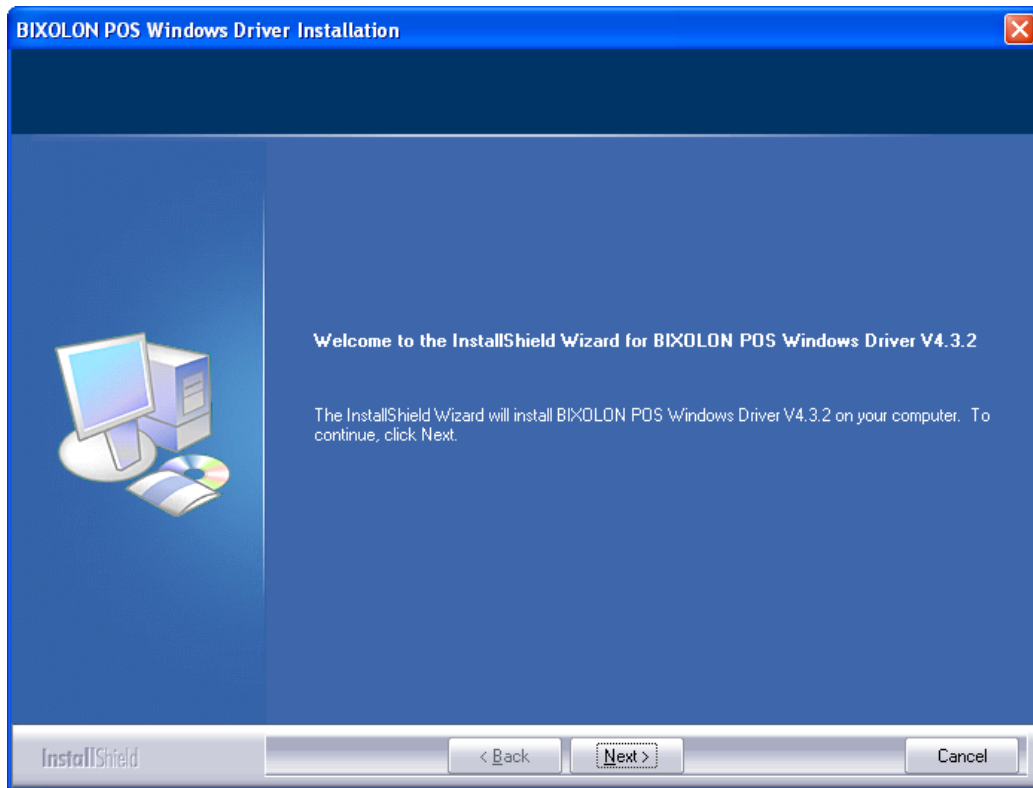 BIXOLON POS Windows Driver Installation
Welcome to the InstallShield Wizard for BIXOLON POS Windows Driver V4.3.2
The InstallShield Wizard will install BIXOLON POS Windows Driver V4.3.2 on your computer. To
continue, click Next.
InstallShield
< Back
Next >
Cancel